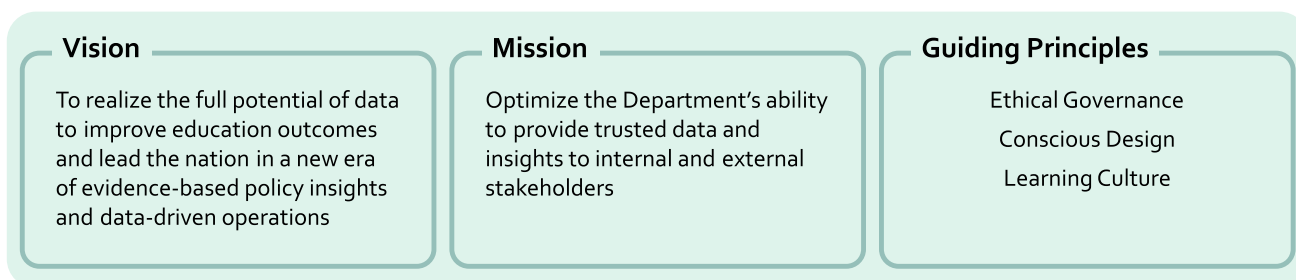 Vision
To realize the full potential of data
to improve education outcomes
and lead the nation in a new era
of evidence-based policy insights
and data-driven operations
Mission
Optimize the Department's ability
to provide trusted data and
insights to internal and external
stakeholders
Guiding Principles
Ethical Governance
Conscious Design
Learning Culture